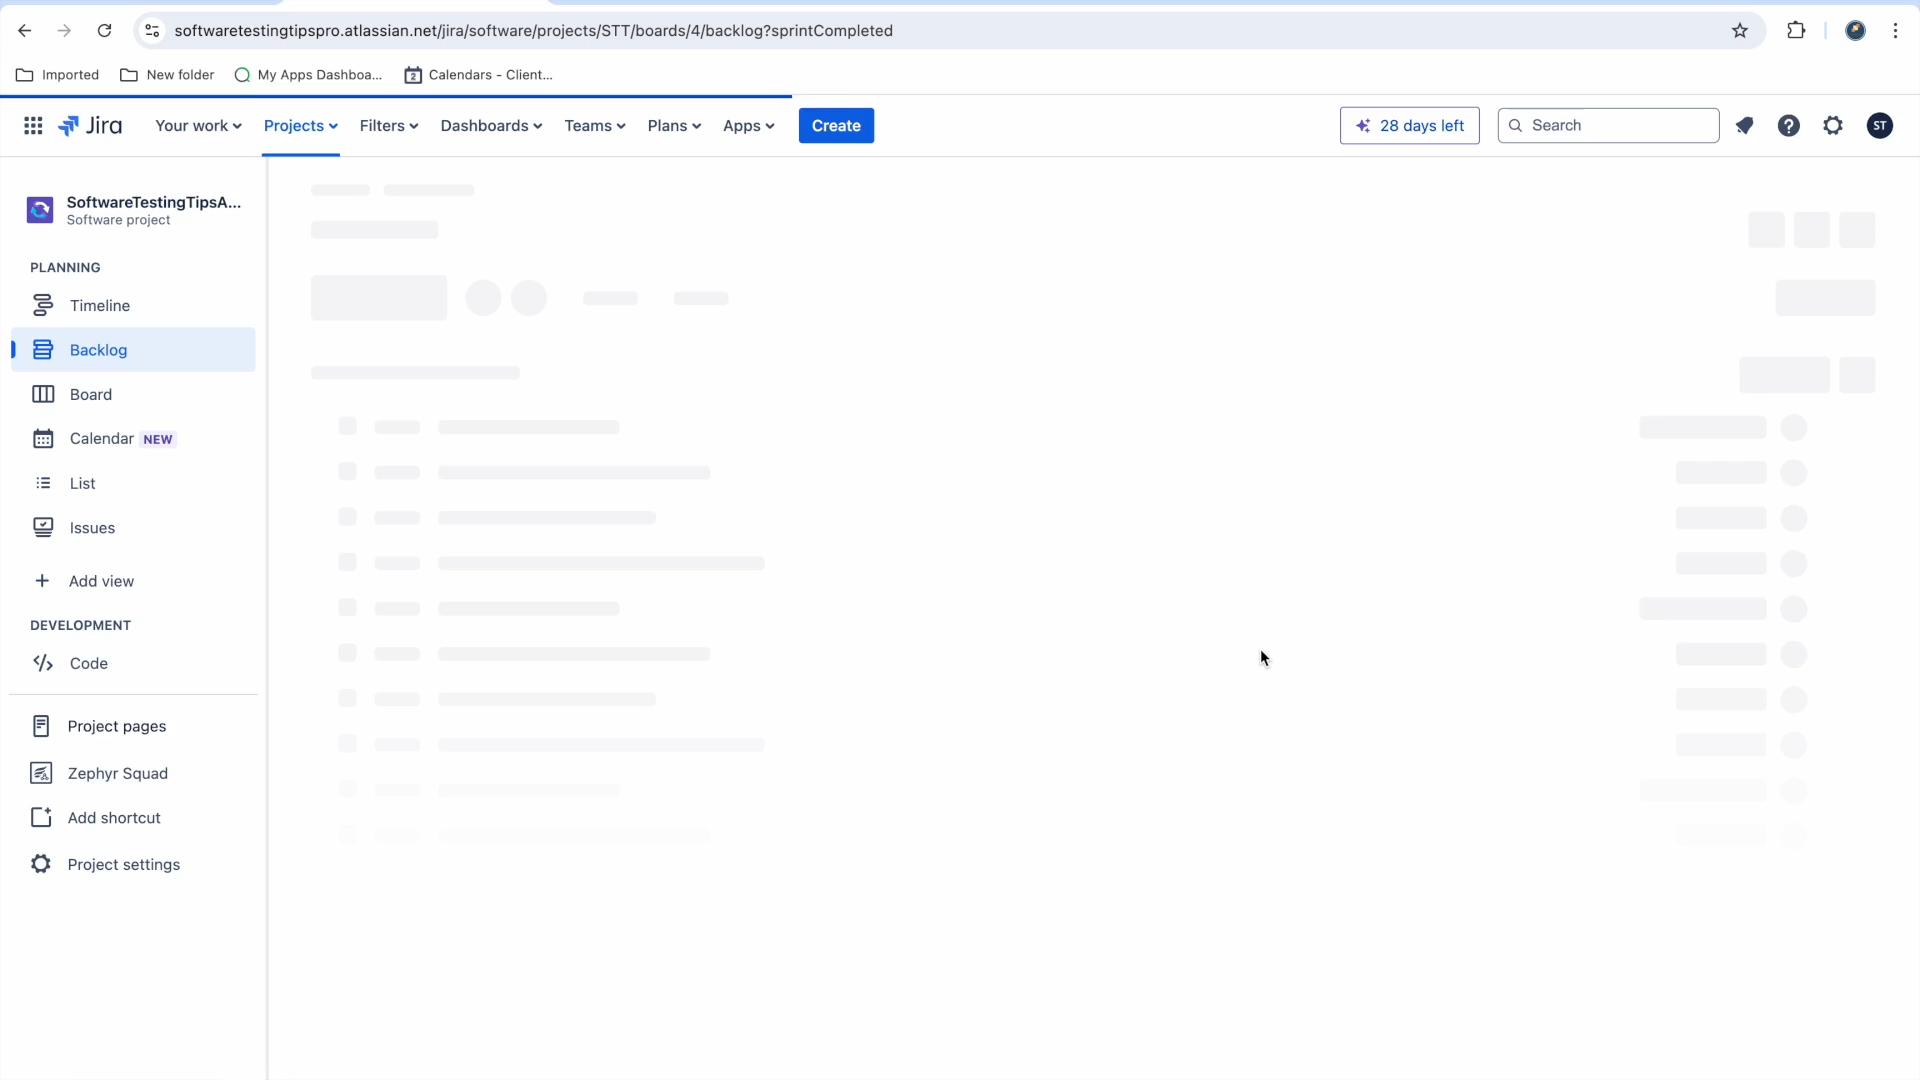 softwaretestingtipspro.atlassian.net/jira/software/projects/STT/boards/4/backlog?sprintCompleted
Imported New folder My Apps Dashboa... 2 Calendars - Client...
Jira Your work Projects Filters Dashboards Teams Plans Apps Create 28 days left Search ? ST
SoftwareTestingTipsA...
Software project
PLANNING
Timeline
Backlog
Board
Calendar NEW
List
Issues
+ Add view
DEVELOPMENT
Code
Project pages
Zephyr Squad
Add shortcut
Project settings